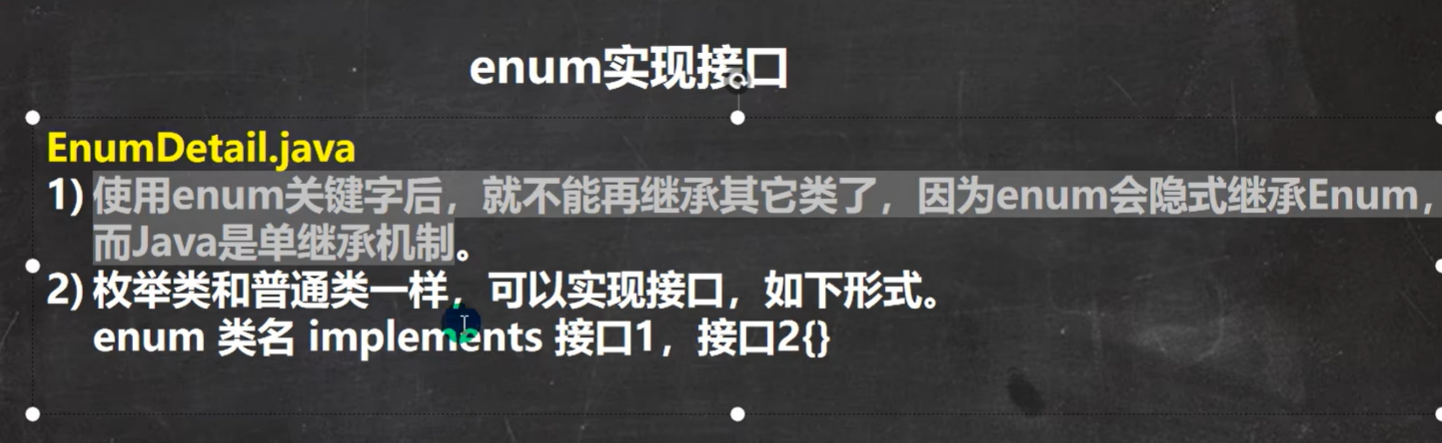 enum实现接口
EnumDetail.java
1) 使用enum关键字后，就不能再继承其它类了，因为enum会隐式继承Enum，
而Java是单继承机制。
2) 枚举类和普通类一样，可以实现接口，如下形式。
enum 类名 implements 接口1，接口2{}